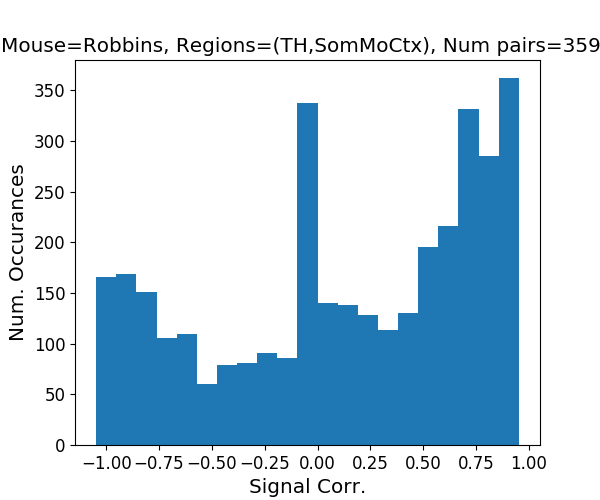 Mouse=Robbins, Regions=(TH,SomMoCtx), Num pairs=359
350
300
250
200
150
100
50
0
Num. Occurances
−1.00 −0.75 −0.50 −0.25 0.00 0.25 0.50 0.75 1.00
Signal Corr.